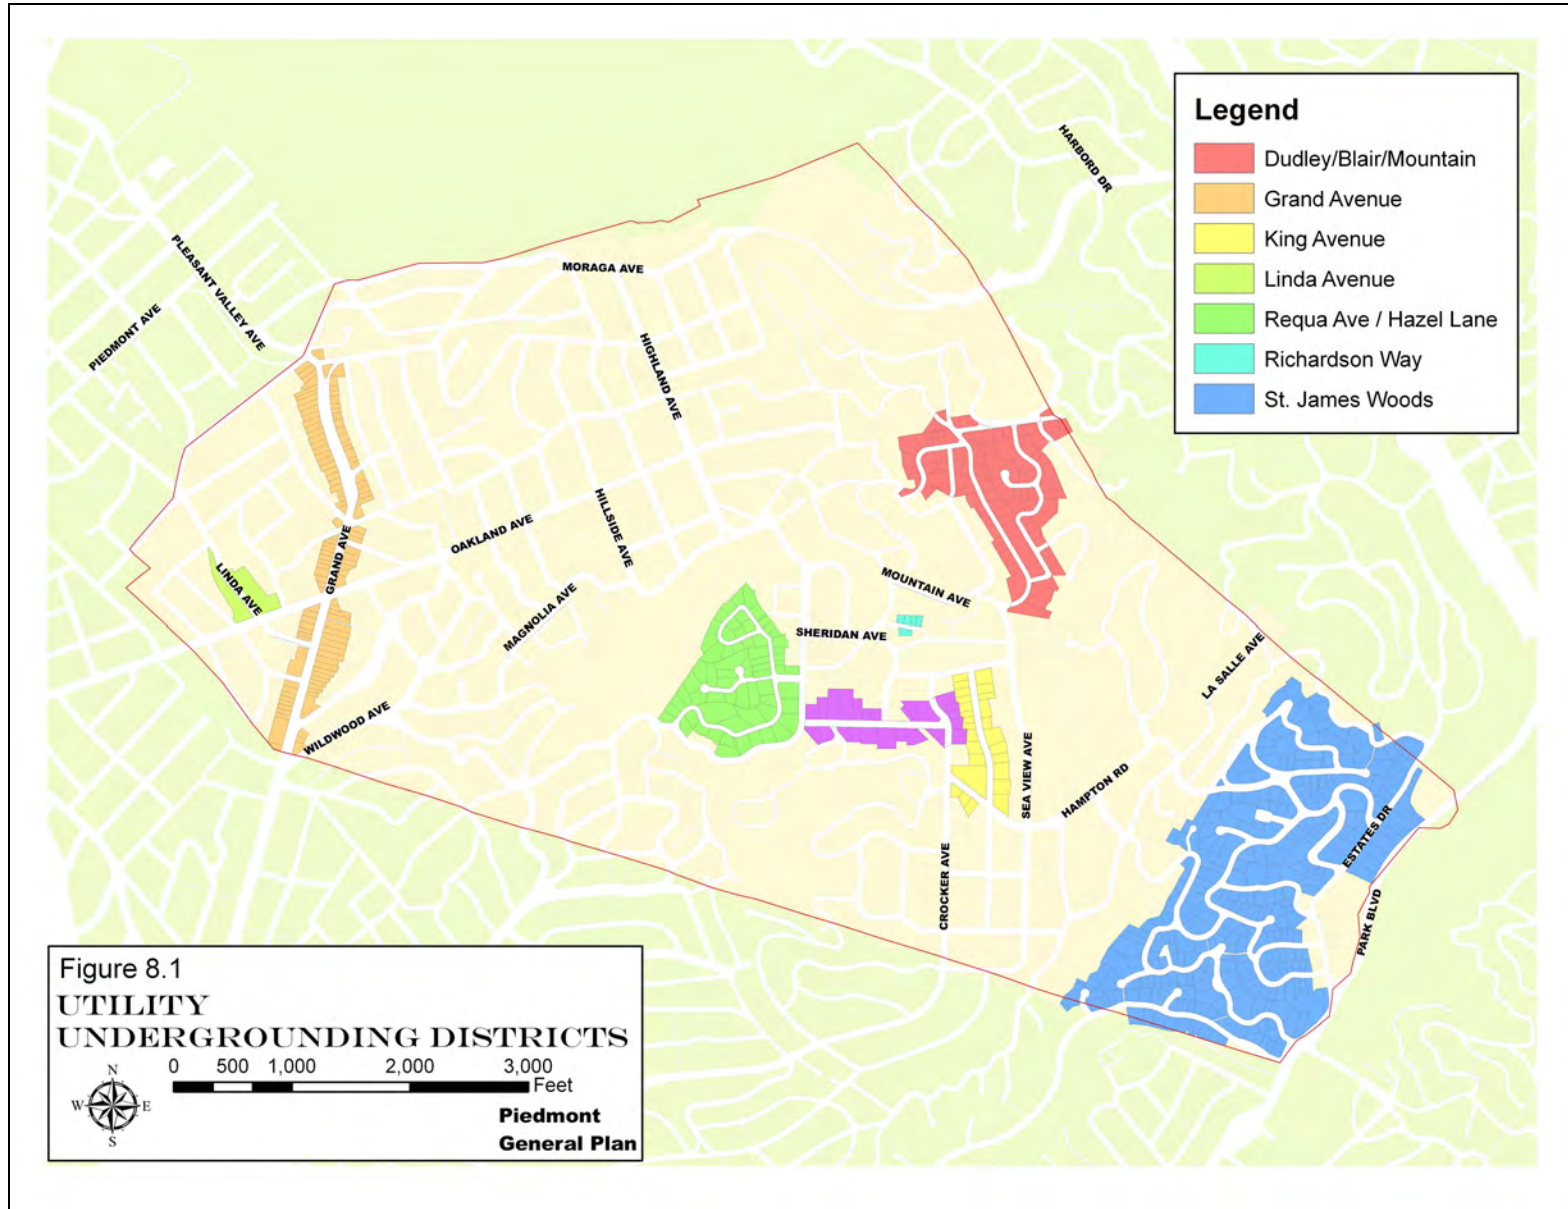 Legend
Dudley/Blair/Mountain
Grand Avenue
King Avenue
Linda Avenue
Requa Ave / Hazel Lane
Richardson Way
St. James Woods
HARBORD DR
PLEASANT VALLEY AVE
PIEDMONT AVE
MORAGA AVE
HIGHLAND AVE
OAKLAND AVE
HILLSIDE AVE
GRAND AVE
LINDA AVE
MAGNOLIA AVE
MOUNTAIN AVE
SHERIDAN AVE
WILDWOOD AVE
LA SALLE AVE
SEA VIEW AVE
HAMPTON RD
CROCKER AVE
ESTATES DR
PARK BLVD
Figure 8.1
UTILITY
UNDERGROUNDING DISTRICTS
0 500 1,000 2,000 3,000
Feet
N
W E
S
Piedmont
General Plan